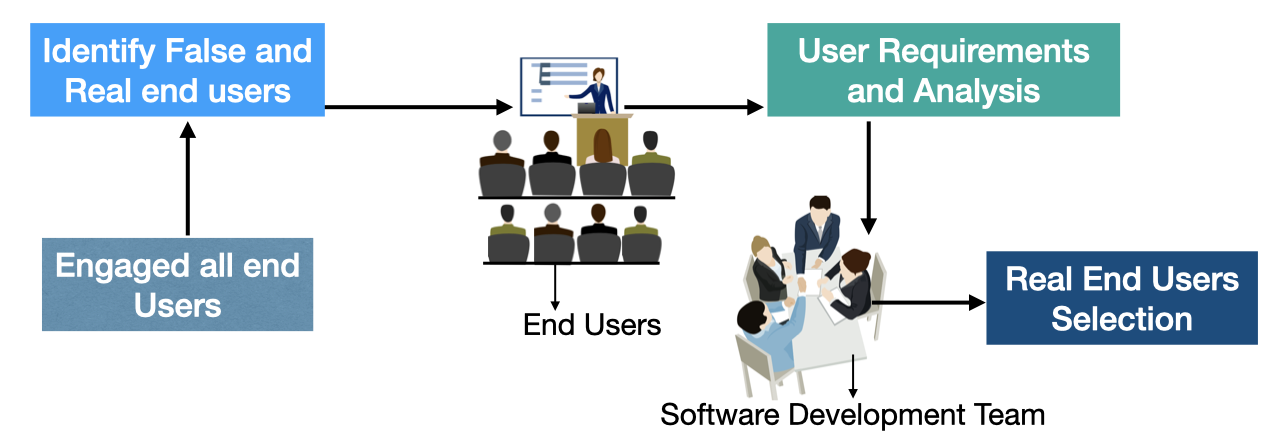 Identify False and
Real end users
User Requirements
and Analysis
Engaged all end
Users
End Users
Real End Users
Selection
Software Development Team